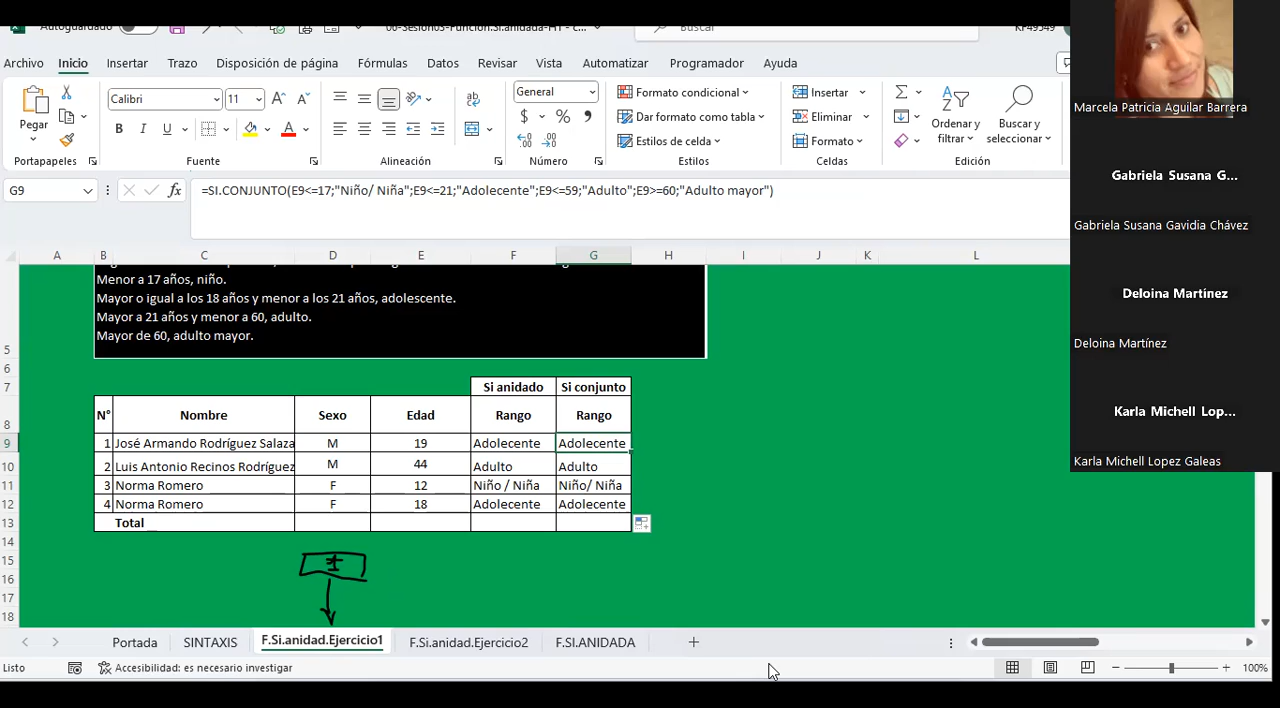 Autoguardado
06-Sesión03-Función.Si.anidada-HT - c...
Buscar
KF49549
Archivo Inicio Insertar Trazo Disposición de página Fórmulas Datos Revisar Vista Automatizar Programador Ayuda
Pegar
Portapapeles
Calibri 11
N K S
Fuente
Alineación
General
$ %
Número
Formato condicional
Dar formato como tabla
Estilos de celda
Estilos
Insertar
Eliminar
Formato
Celdas
Ordenar y filtrar
Buscar y seleccionar
Edición
G9 fx =SI.CONJUNTO(E9<=17;"Niño/ Niña";E9<=21;"Adolecente";E9<=59;"Adulto";E9>=60;"Adulto mayor")
A B C D E F G H I J K L
Menor a 17 años, niño.
Mayor o igual a los 18 años y menor a los 21 años, adolescente.
Mayor a 21 años y menor a 60, adulto.
Mayor de 60, adulto mayor.
5
6
7 Si anidado Si conjunto
8 N° Nombre Sexo Edad Rango Rango
9 1 José Armando Rodríguez Salaza M 19 Adolecente Adolecente
10 2 Luis Antonio Recinos Rodríguez M 44 Adulto Adulto
11 3 Norma Romero F 12 Niño / Niña Niño/ Niña
12 4 Norma Romero F 18 Adolecente Adolecente
13 Total
14
15
16
17
18
Portada SINTAXIS F.Si.anidad.Ejercicio1 F.Si.anidad.Ejercicio2 F.SI.ANIDADA
Listo Accesibilidad: es necesario investigar 100%
Marcela Patricia Aguilar Barrera
Gabriela Susana G...
Gabriela Susana Gavidia Chávez
Deloina Martínez
Deloina Martínez
Karla Michell Lop...
Karla Michell Lopez Galeas